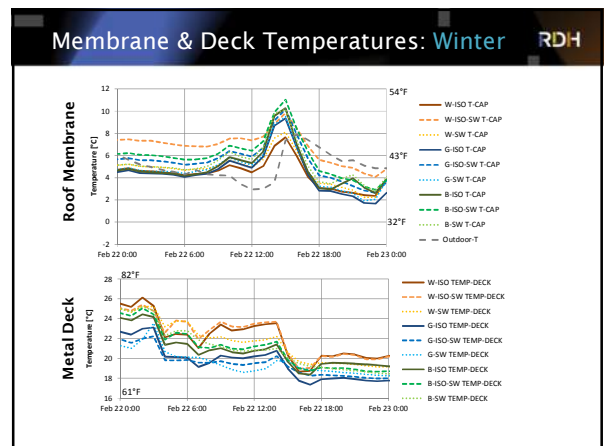 Membrane & Deck Temperatures: Winter
RDH
Roof Membrane
Temperature [°C]
12
10
8
6
4
2
0
-2
54°F
43°F
32°F
Feb 22 0:00
Feb 22 6:00
Feb 22 12:00
Feb 22 18:00
Feb 23 0:00
W-ISO T-CAP
W-ISO-SW T-CAP
W-SW T-CAP
G-ISO T-CAP
G-ISO-SW T-CAP
G-SW T-CAP
B-ISO T-CAP
B-ISO-SW T-CAP
B-SW T-CAP
Outdoor-T
Metal Deck
Temperature [°C]
28
26
24
22
20
18
16
82°F
61°F
Feb 22 0:00
Feb 22 6:00
Feb 22 12:00
Feb 22 18:00
Feb 23 0:00
W-ISO TEMP-DECK
W-ISO-SW TEMP-DECK
W-SW TEMP-DECK
G-ISO TEMP-DECK
G-ISO-SW TEMP-DECK
G-SW TEMP-DECK
B-ISO TEMP-DECK
B-ISO-SW TEMP-DECK
B-SW TEMP-DECK